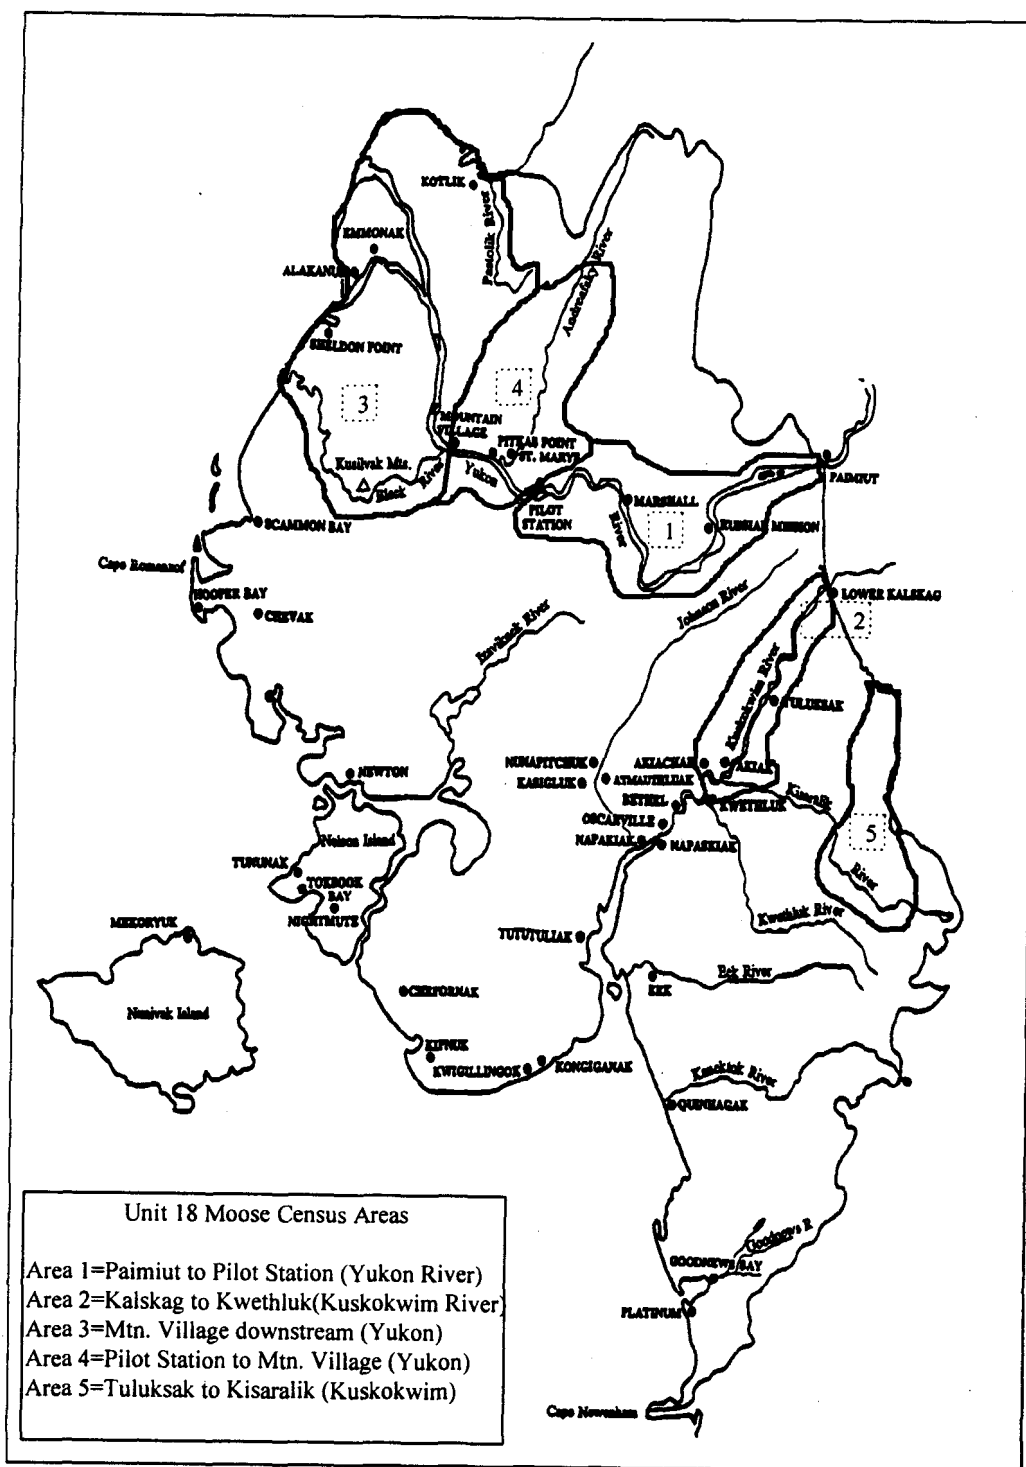 KOTLIK
Pastolik River
EMMONAK
ALAKANUK
Andreafsky River
SHELDON POINT
3
4
MOUNTAIN
VILLAGE
PITKAS POINT
ST. MARYS
Kusilvak Mts.
Black River
Yukon
River
PAIMIUT
PILOT
STATION
MARSHALL
1
RUSSIAN MISSION
SCAMMON BAY
Cape Romanzof
HOOPER BAY
CHEVAK
Johnson River
LOWER KALSKAG
2
River
Kuskokwim River
TULUKSAK
NEWTON
NUNAPITCHUK
KASIGLUK
AKIACHAK
ATMAUTHLUAK
AKIAK
BETHEL
KWETHLUK
Kisaralik
River
OSCARVILLE
NAPAKIAK
NAPASKIAK
5
Nelson Island
TUNUNAK
TOKSOOK
BAY
NIGHTMUTE
Kwethluk River
MEKORYUK
TUTUTULIAK
Eek River
EEK
Nunivak Island
CHEFORNAK
KIPNUK
KWIGILLINGOK
KONGIGANAK
Kanektok River
QUINHAGAK
Goodnews R
GOODNEWS BAY
PLATINUM
Cape Newenham
Unit 18 Moose Census Areas
Area 1=Paimiut to Pilot Station (Yukon River)
Area 2=Kalskag to Kwethluk(Kuskokwim River)
Area 3=Mtn. Village downstream (Yukon)
Area 4=Pilot Station to Mtn. Village (Yukon)
Area 5=Tuluksak to Kisaralik (Kuskokwim)